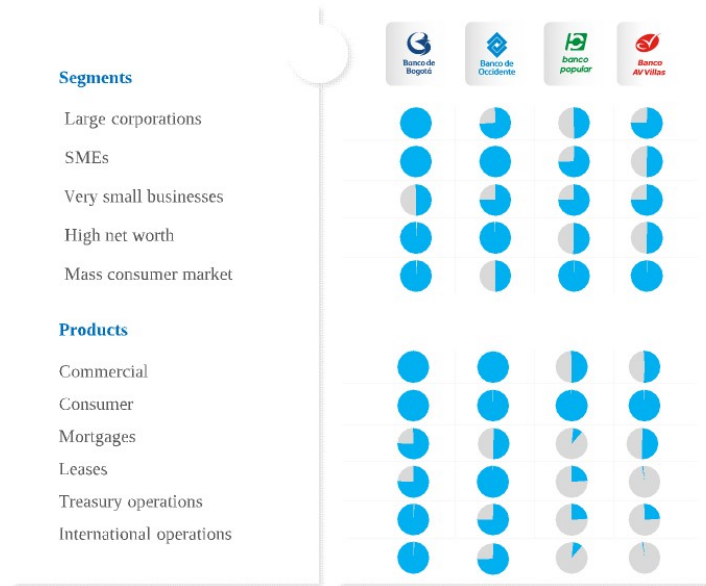 Banco de
Bogotá
Banco de
Occidente
banco
popular
Banco
AV Villas
Segments
Large corporations
SMEs
Very small businesses
High net worth
Mass consumer market
Products
Commercial
Consumer
Mortgages
Leases
Treasury operations
International operations